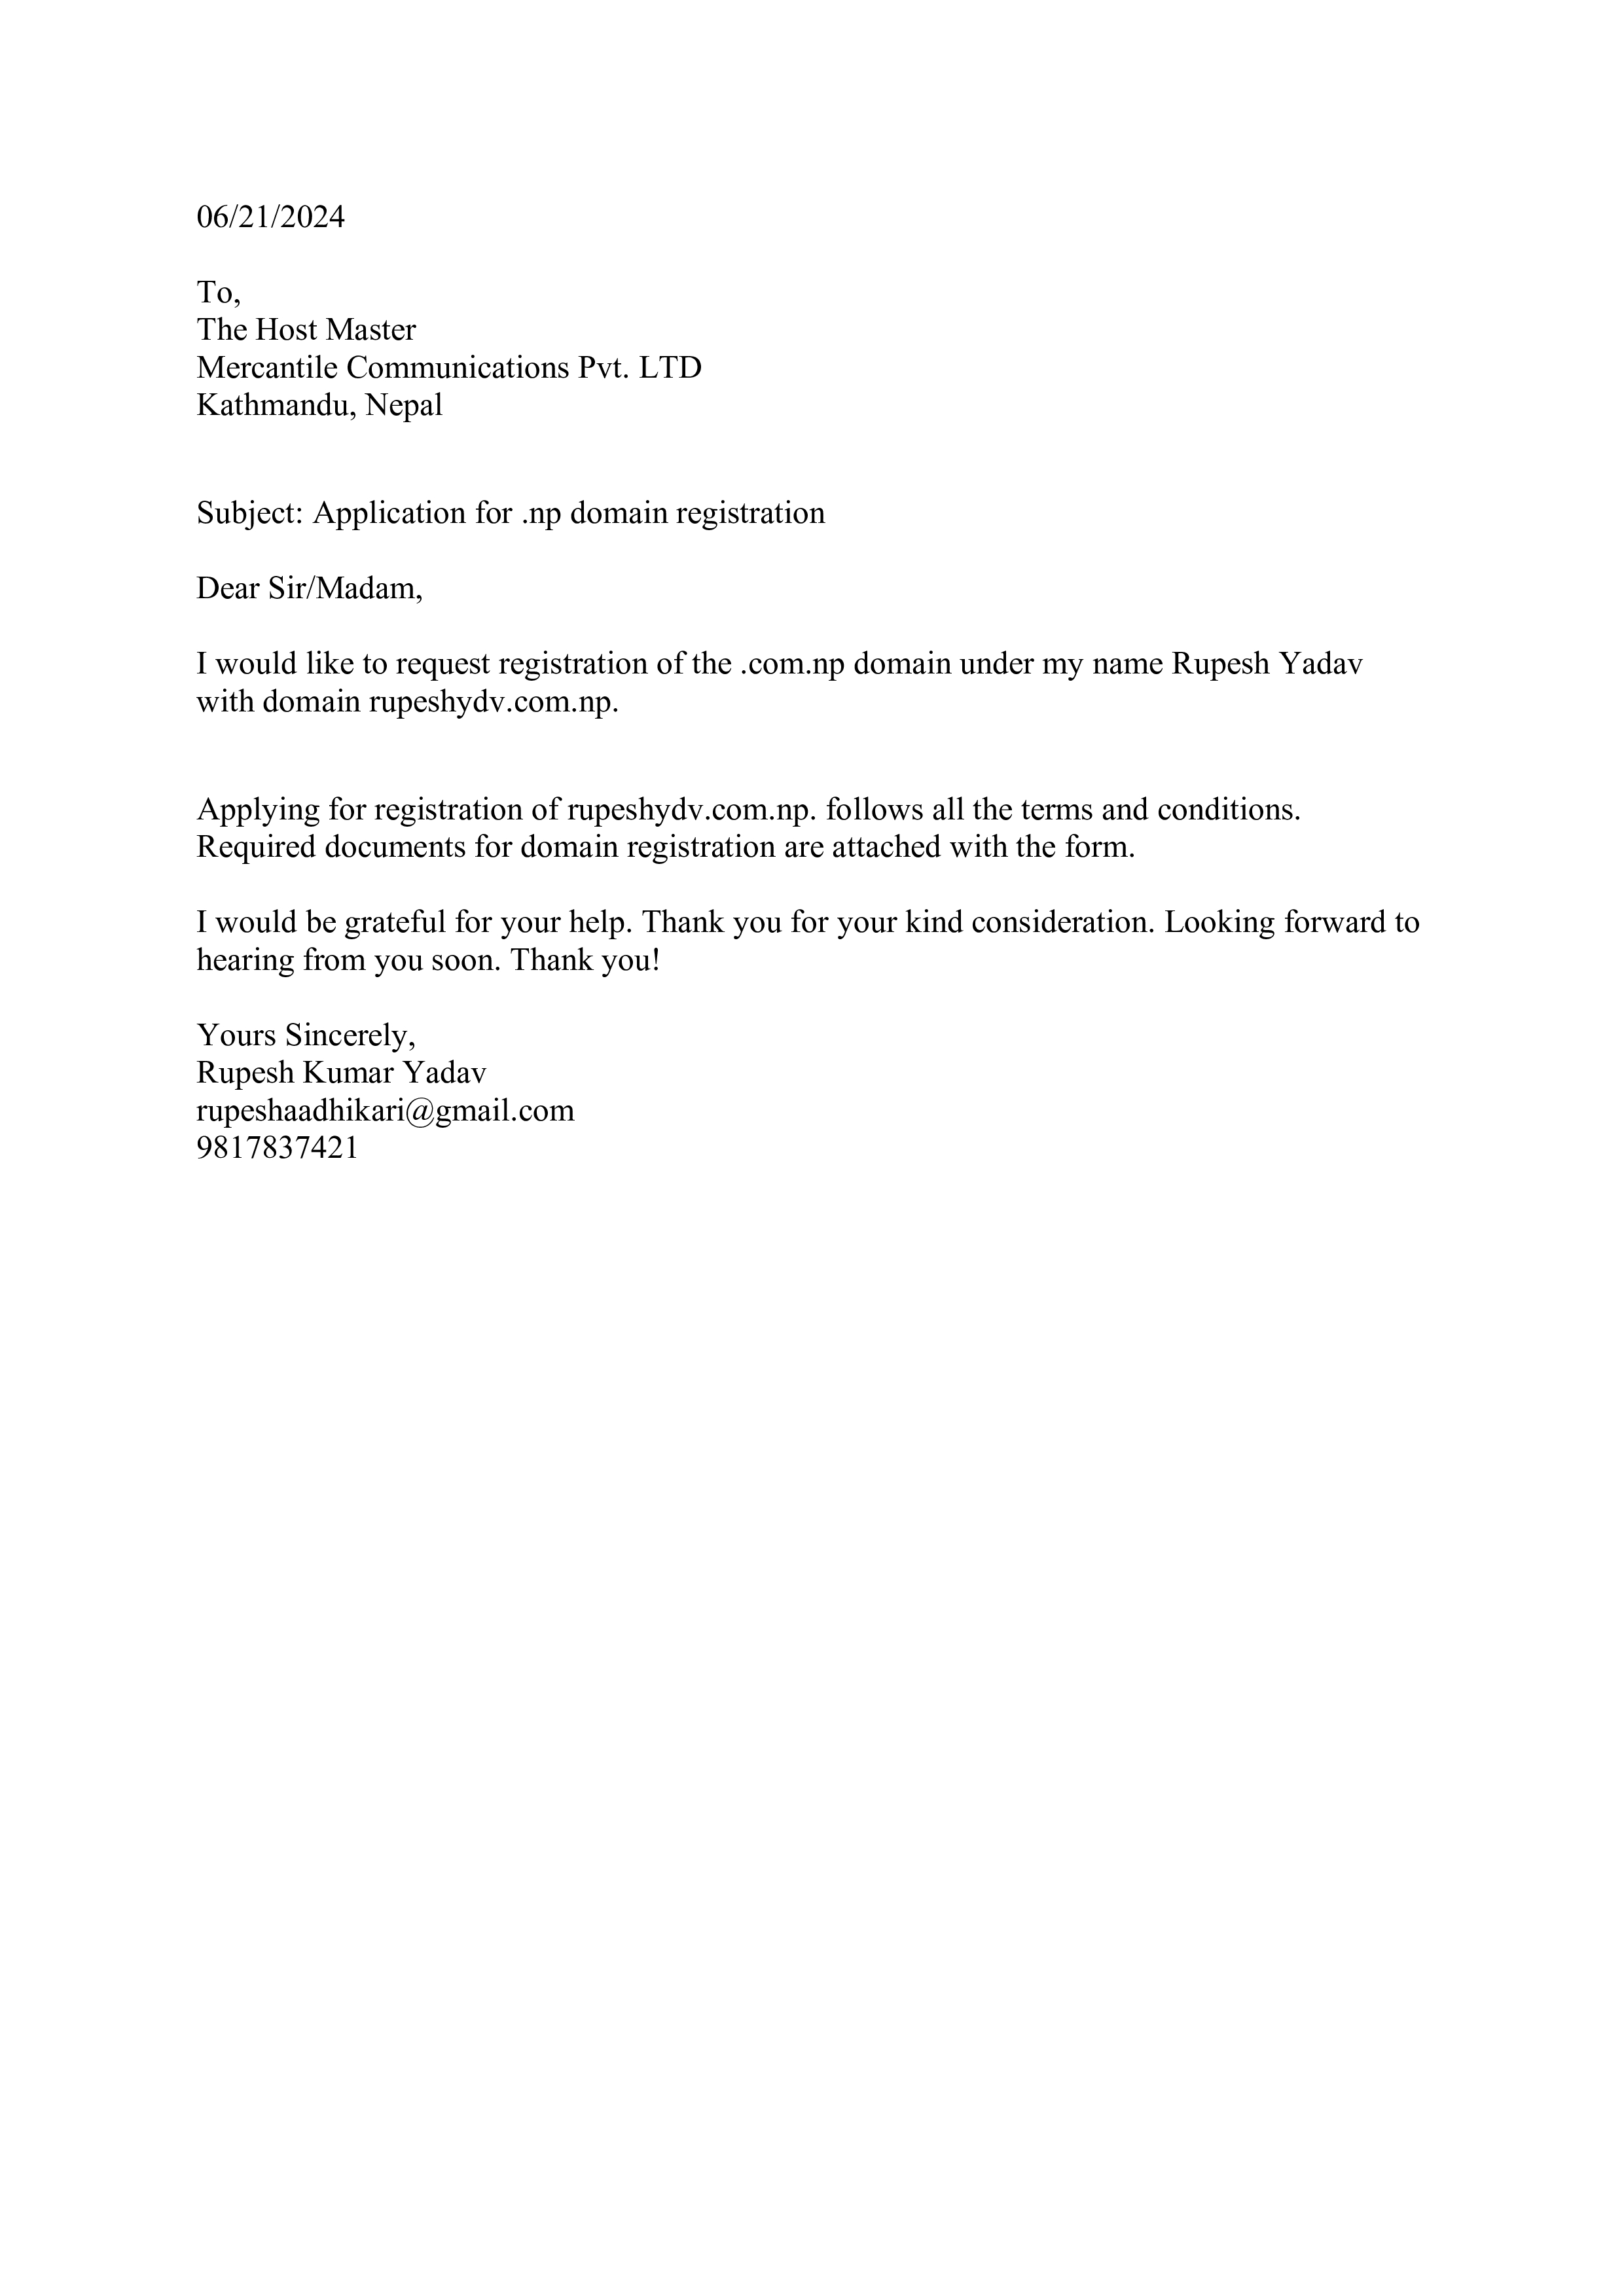 06/21/2024
To,
The Host Master
Mercantile Communications Pvt. LTD
Kathmandu, Nepal
Subject: Application for .np domain registration
Dear Sir/Madam,
I would like to request registration of the .com.np domain under my name Rupesh Yadav
with domain rupeshydv.com.np.
Applying for registration of rupeshydv.com.np. follows all the terms and conditions.
Required documents for domain registration are attached with the form.
I would be grateful for your help. Thank you for your kind consideration. Looking forward to
hearing from you soon. Thank you!
Yours Sincerely,
Rupesh Kumar Yadav
rupeshaadhikari@gmail.com
9817837421